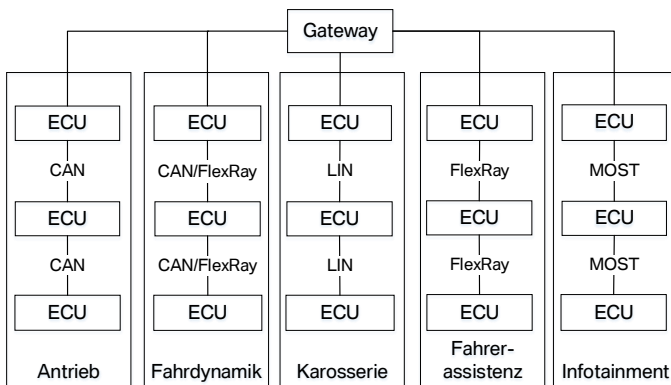 Gateway
ECU ECU ECU ECU ECU
CAN CAN/FlexRay LIN FlexRay MOST
ECU ECU ECU ECU ECU
CAN CAN/FlexRay LIN FlexRay MOST
ECU ECU ECU ECU ECU
Antrieb Fahrdynamik Karosserie Fahrer-
assistenz Infotainment